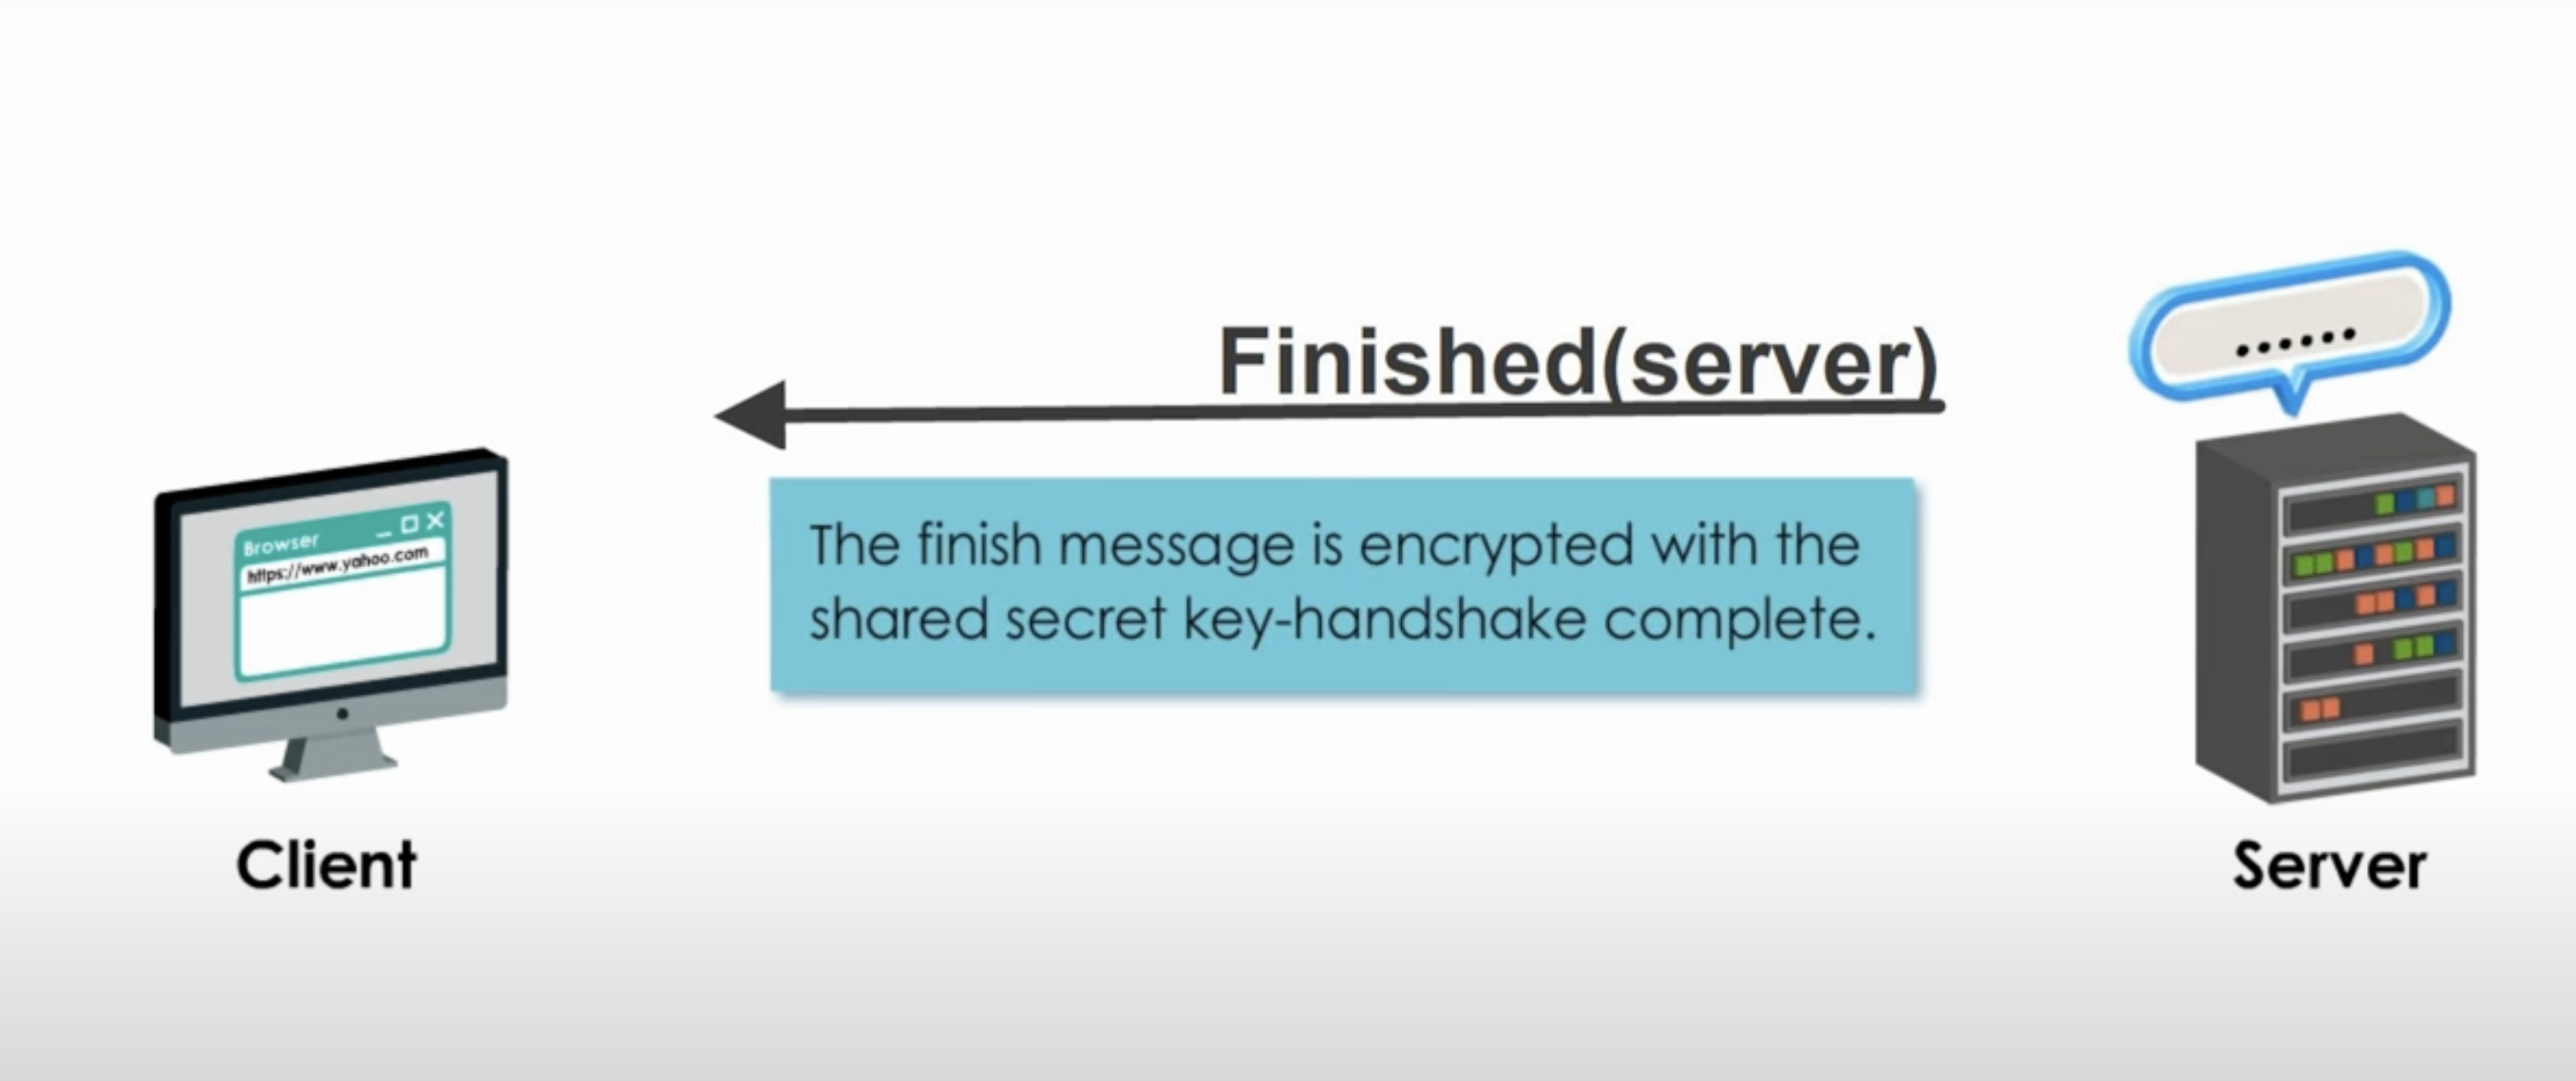 Finished(server)
The finish message is encrypted with the
shared secret key-handshake complete.
Browser
https://www.yahoo.com
Client
Server